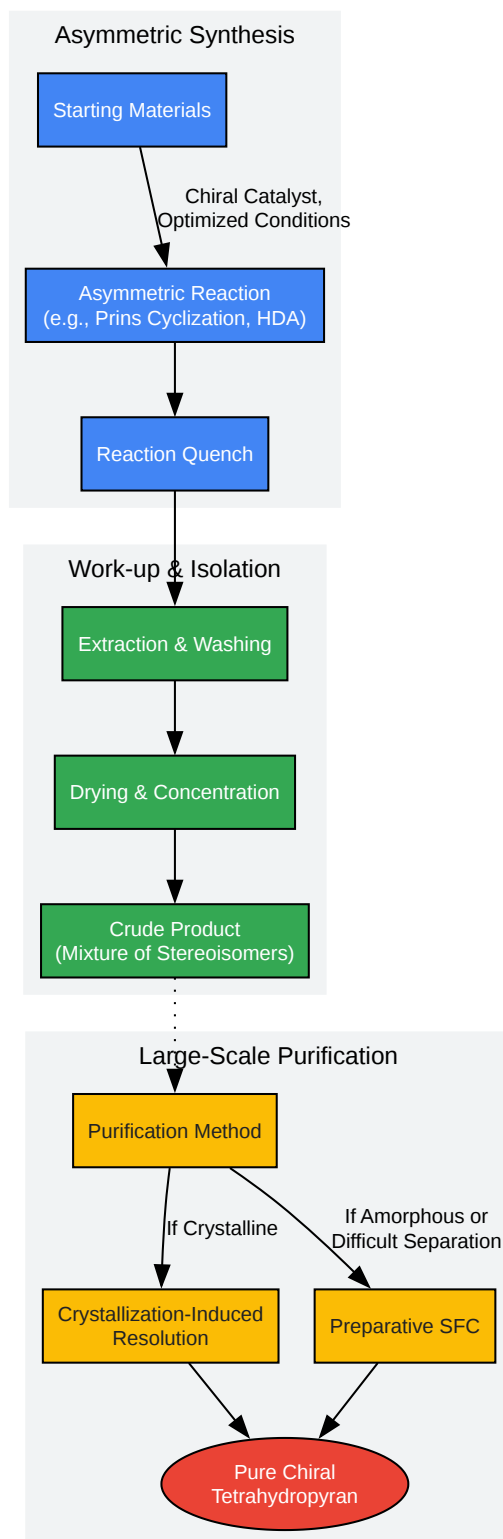 Asymmetric Synthesis
Starting Materials
Chiral Catalyst,
Optimized Conditions
Asymmetric Reaction
(e.g., Prins Cyclization, HDA)
Reaction Quench
Work-up & Isolation
Extraction & Washing
Drying & Concentration
Crude Product
(Mixture of Stereoisomers)
Large-Scale Purification
Purification Method
If Crystalline
If Amorphous or
Difficult Separation
Crystallization-Induced
Resolution
Preparative SFC
Pure Chiral
Tetrahydropyran